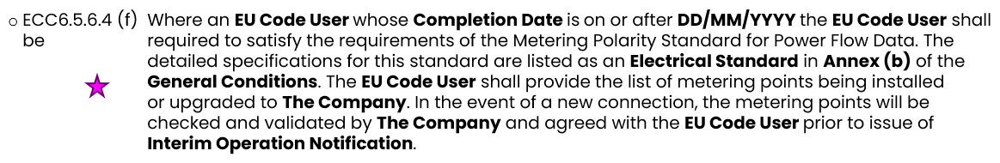 ○ ECC6.5.6.4 (f) Where an EU Code User whose Completion Date is on or after DD/MM/YYYY the EU Code User shall
be required to satisfy the requirements of the Metering Polarity Standard for Power Flow Data. The
detailed specifications for this standard are listed as an Electrical Standard in Annex (b) of the
General Conditions. The EU Code User shall provide the list of metering points being installed
or upgraded to The Company. In the event of a new connection, the metering points will be
checked and validated by The Company and agreed with the EU Code User prior to issue of
Interim Operation Notification.